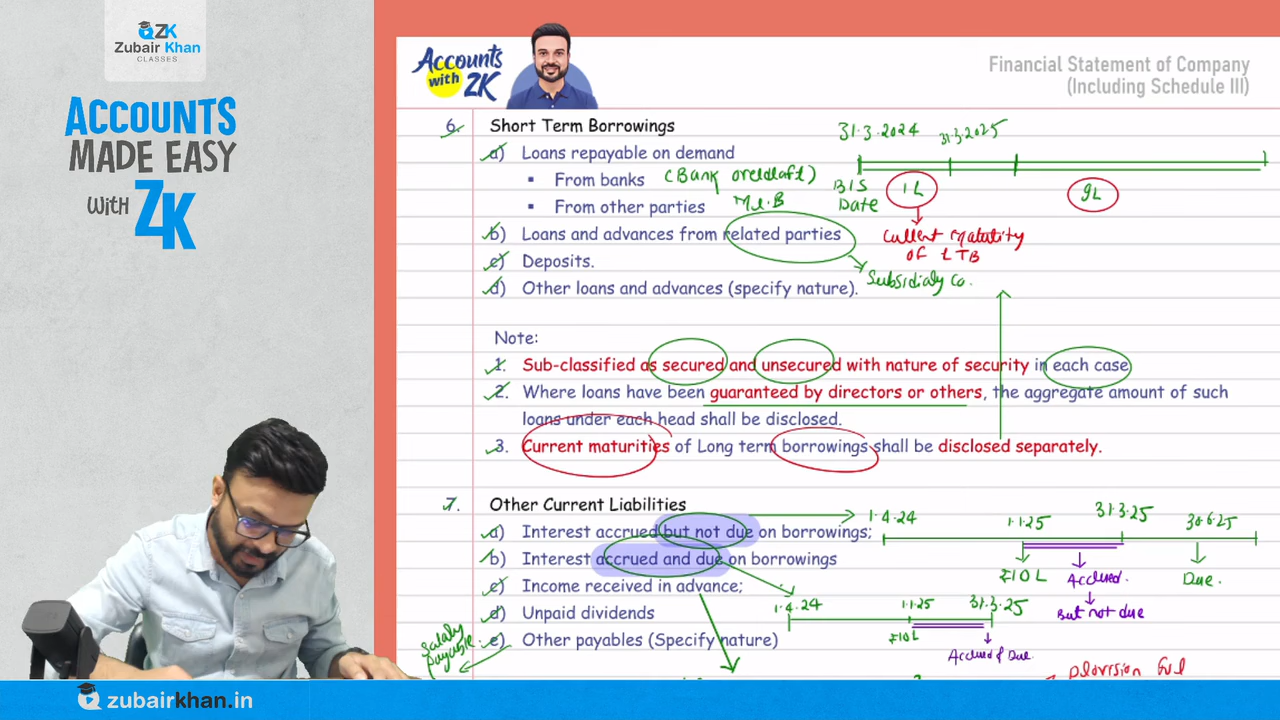 ZK
Zubair Khan
CLASSES
ACCOUNTS
MADE EASY
WITH ZK
Accounts
with ZK
Financial Statement of Company
(Including Schedule III)
6. Short Term Borrowings
31.3.2024 31.3.2025
a) Loans repayable on demand
▪ From banks (Bank overdraft)
B/S Date 1L 9L
▪ From other parties
b) Loans and advances from related parties
Current Maturity
of LTB
c) Deposits.
Subsidiary Co.
d) Other loans and advances (specify nature).
Note:
1. Sub-classified as secured and unsecured with nature of security in each case
2. Where loans have been guaranteed by directors or others, the aggregate amount of such
loans under each head shall be disclosed.
3. Current maturities of Long term borrowings shall be disclosed separately.
7. Other Current Liabilities
1.4.24 1.1.25 31.3.25 30.6.25
a) Interest accrued but not due on borrowings;
b) Interest accrued and due on borrowings
₹10L Accrued. Due.
c) Income received in advance;
But not due
1.4.24 1.1.25 31.3.25
d) Unpaid dividends
₹10L
e) Other payables (Specify nature)
Salary
Payable
Accrued & Due
Provision
zubairkhan.in